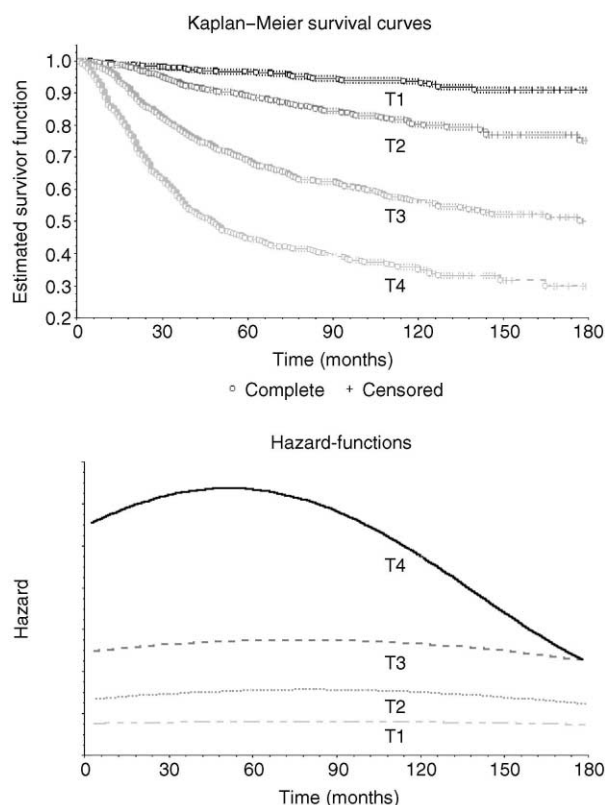 Kaplan–Meier survival curves
Estimated survivor function
1.0
0.9
0.8
0.7
0.6
0.5
0.4
0.3
0.2
T1
T2
T3
T4
0 30 60 90 120 150 180
Time (months)
Complete Censored
Hazard-functions
Hazard
T4
T3
T2
T1
0 30 60 90 120 150 180
Time (months)